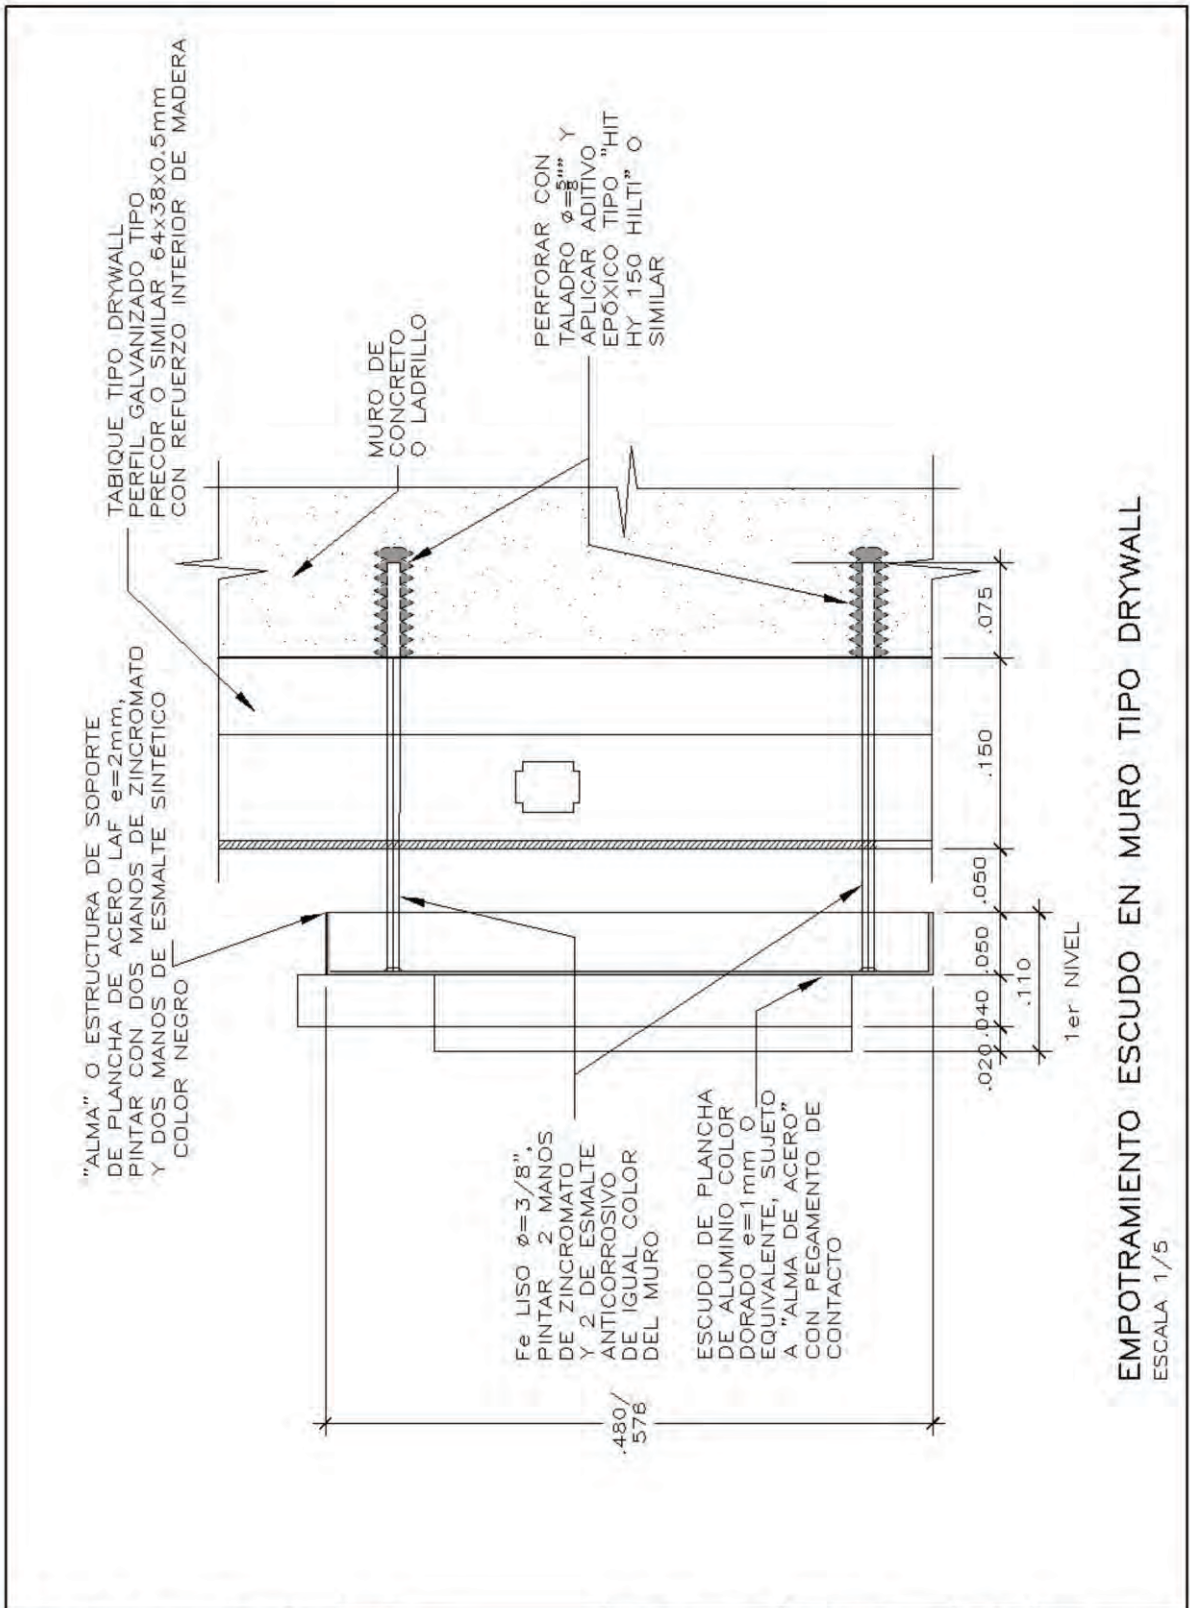 "ALMA" O ESTRUCTURA DE SOPORTE
DE PLANCHA DE ACERO LAF e=2mm,
PINTAR CON DOS MANOS DE ZINCROMATO
Y DOS MANOS DE ESMALTE SINTÉTICO
COLOR NEGRO
TABIQUE TIPO DRYWALL
PERFIL GALVANIZADO TIPO
PRECOR O SIMILAR 64x38x0.5mm
CON REFUERZO INTERIOR DE MADERA
MURO DE
CONCRETO
O LADRILLO
PERFORAR CON
TALADRO ø=5/8"" Y
APLICAR ADITIVO
EPÓXICO TIPO "HIT
HY 150 HILTI" O
SIMILAR
Fe LISO ø=3/8",
PINTAR 2 MANOS
DE ZINCROMATO
Y 2 DE ESMALTE
ANTICORROSIVO
DE IGUAL COLOR
DEL MURO
ESCUDO DE PLANCHA
DE ALUMINIO COLOR
DORADO e=1mm O
EQUIVALENTE, SUJETO
A "ALMA DE ACERO"
CON PEGAMENTO DE
CONTACTO
.480/
576
.020
.040
.050
.050
.150
.075
.110
1er NIVEL
EMPOTRAMIENTO ESCUDO EN MURO TIPO DRYWALL
ESCALA 1/5